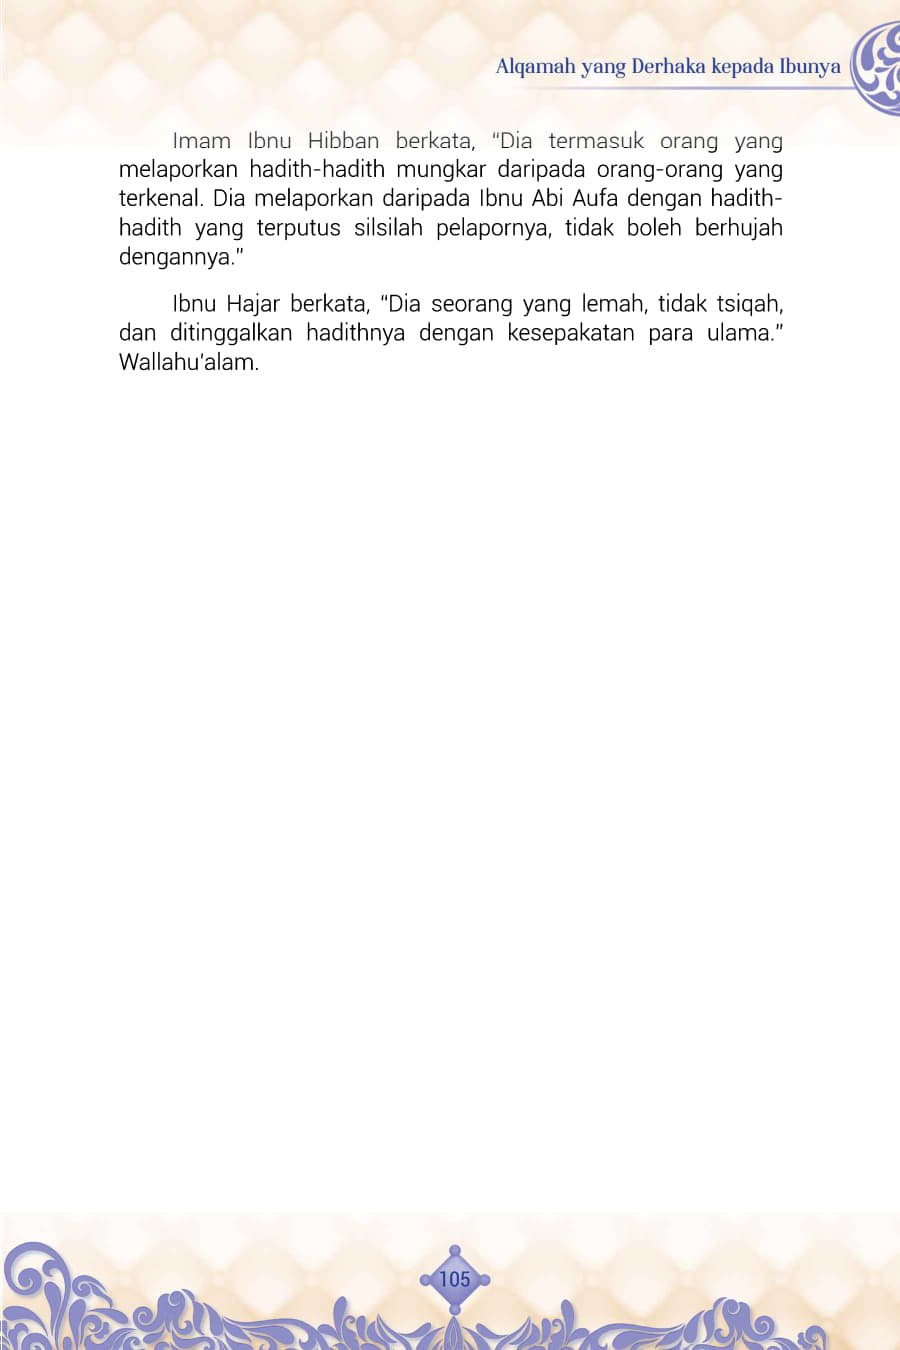 Alqamah yang Derhaka kepada Ibunya
Imam Ibnu Hibban berkata, “Dia termasuk orang yang
melaporkan hadith-hadith mungkar daripada orang-orang yang
terkenal. Dia melaporkan daripada Ibnu Abi Aufa dengan hadith-
hadith yang terputus silsilah pelapornya, tidak boleh berhujah
dengannya.”
Ibnu Hajar berkata, “Dia seorang yang lemah, tidak tsiqah,
dan ditinggalkan hadithnya dengan kesepakatan para ulama.”
Wallahu’alam.
105